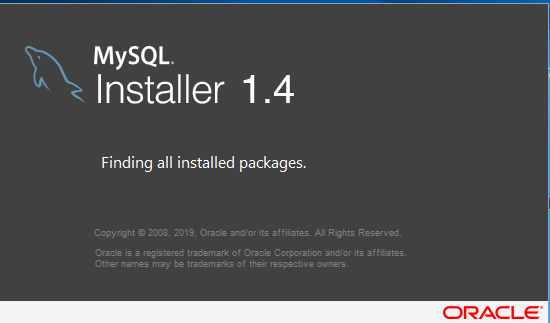 MySQL.
Installer 1.4
Finding all installed packages.
Copyright © 2008, 2019, Oracle and/or its affiliates. All Rights Reserved.
Oracle is a registered trademark of Oracle Corporation and/or its affiliates.
Other names may be trademarks of their respective owners.
ORACLE